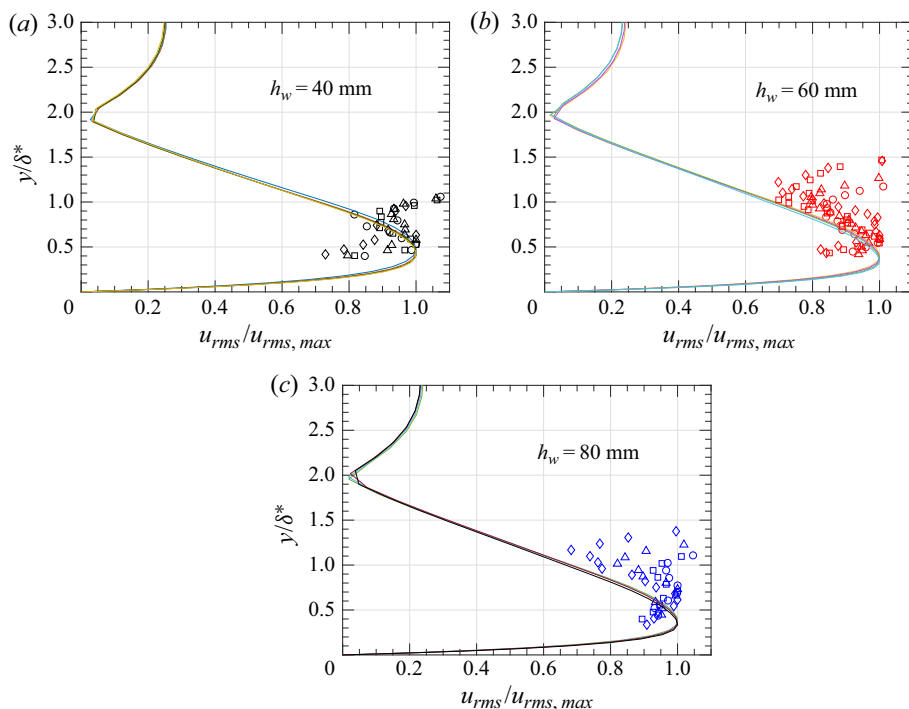 (a)
3.0
2.5
2.0
1.5
1.0
0.5
0
0.2 0.4 0.6 0.8 1.0
y/δ*
h_w = 40 mm
u_rms/u_rms, max
(b)
3.0
2.5
2.0
1.5
1.0
0.5
0
0.2 0.4 0.6 0.8 1.0
h_w = 60 mm
u_rms/u_rms, max
(c)
3.0
2.5
2.0
1.5
1.0
0.5
0
0.2 0.4 0.6 0.8 1.0
y/δ*
h_w = 80 mm
u_rms/u_rms, max